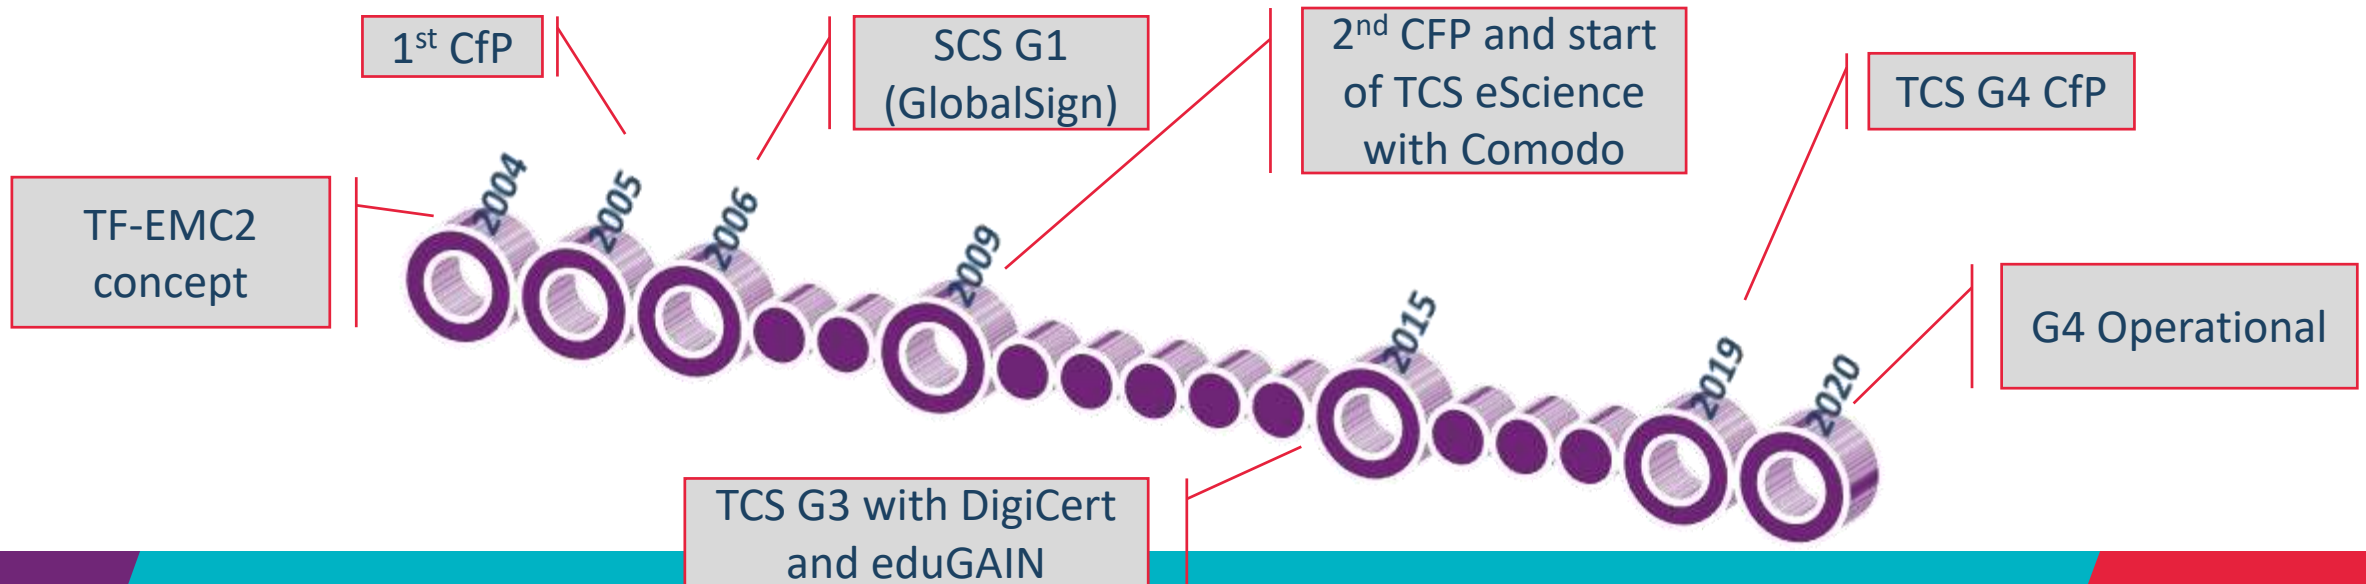 1st CfP
SCS G1
(GlobalSign)
2nd CFP and start
of TCS eScience
with Comodo
TCS G4 CfP
TF-EMC2
concept
2004
2005
2006
2009
2015
2019
2020
G4 Operational
TCS G3 with DigiCert
and eduGAIN